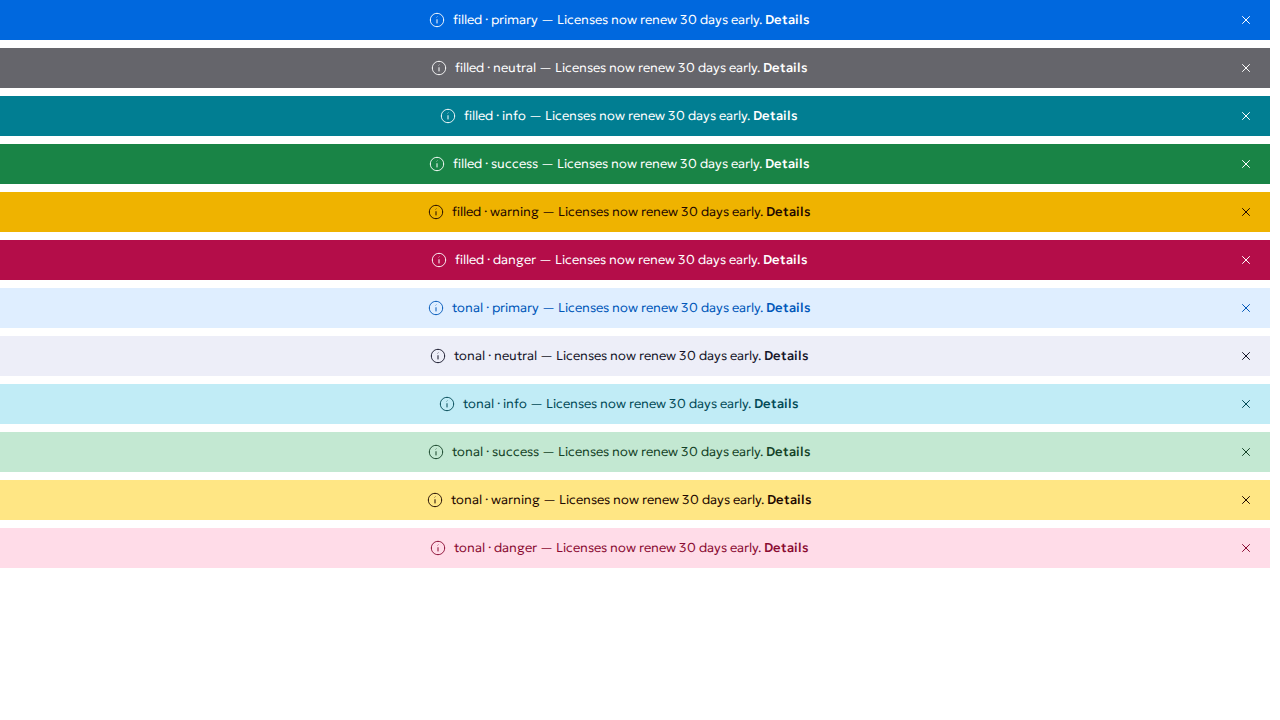 filled · primary — Licenses now renew 30 days early. Details
filled · neutral — Licenses now renew 30 days early. Details
filled · info — Licenses now renew 30 days early. Details
filled · success — Licenses now renew 30 days early. Details
filled · warning — Licenses now renew 30 days early. Details
filled · danger — Licenses now renew 30 days early. Details
tonal · primary — Licenses now renew 30 days early. Details
tonal · neutral — Licenses now renew 30 days early. Details
tonal · info — Licenses now renew 30 days early. Details
tonal · success — Licenses now renew 30 days early. Details
tonal · warning — Licenses now renew 30 days early. Details
tonal · danger — Licenses now renew 30 days early. Details